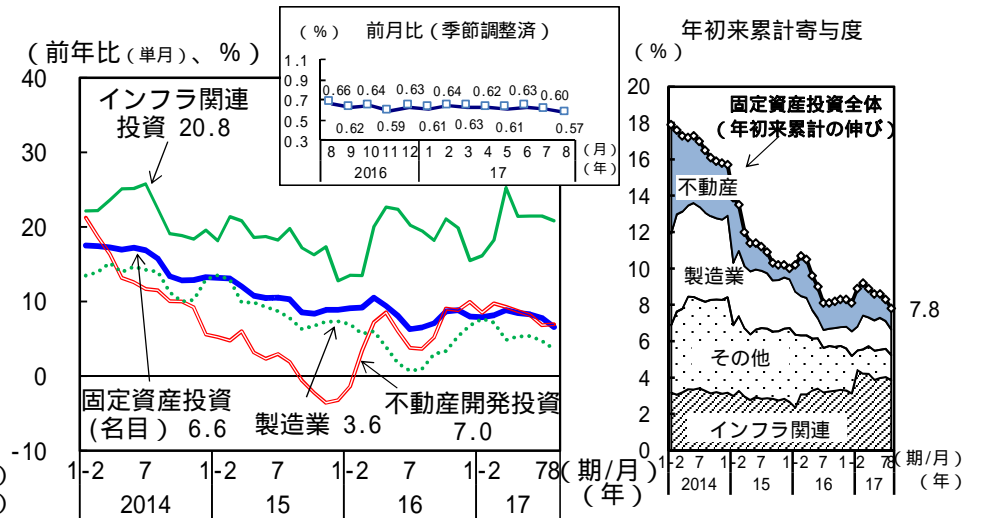 （前年比（単月）、％）
40
30
20
10
0
-10
インフラ関連
投資 20.8
固定資産投資
(名目） 6.6
製造業 3.6
不動産開発投資
7.0
1-2 7 1-2 1-2 7 1-2 78 （期/月）
2014 15 16 17 （年）
（％） 前月比（季節調整済）
1.1
0.9
0.7
0.5
0.3
0.66 0.64 0.63 0.64 0.62 0.63 0.60
0.62 0.59 0.61 0.63 0.61 0.57
8 9 10 11 12 1 2 3 4 5 6 7 8 （月）
2016 17 （年）
年初来累計寄与度
（％）
20
18
16
14
12
10
8
6
4
2
0
固定資産投資全体
（年初来累計の伸び）
不動産
製造業
その他
インフラ関連
7.8
1-2 7 1-2 7 1-2 7 1-2 78 （期/月）
2014 15 16 17 （年）
）
）